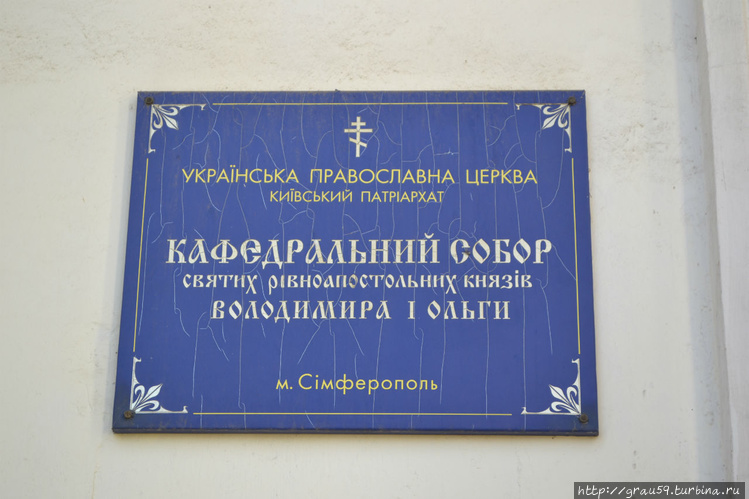 УКРАЇНСЬКА ПРАВОСЛАВНА ЦЕРКВА
КИЇВСЬКИЙ ПАТРІАРХАТ
КАФЕДРАЛЬНИЙ СОБОР
СВЯТИХ РІВНОАПОСТОЛЬНИХ КНЯЗІВ
ВОЛОДИМИРА І ОЛЬГИ
м. Сімферополь
http://grau59.turbina.ru